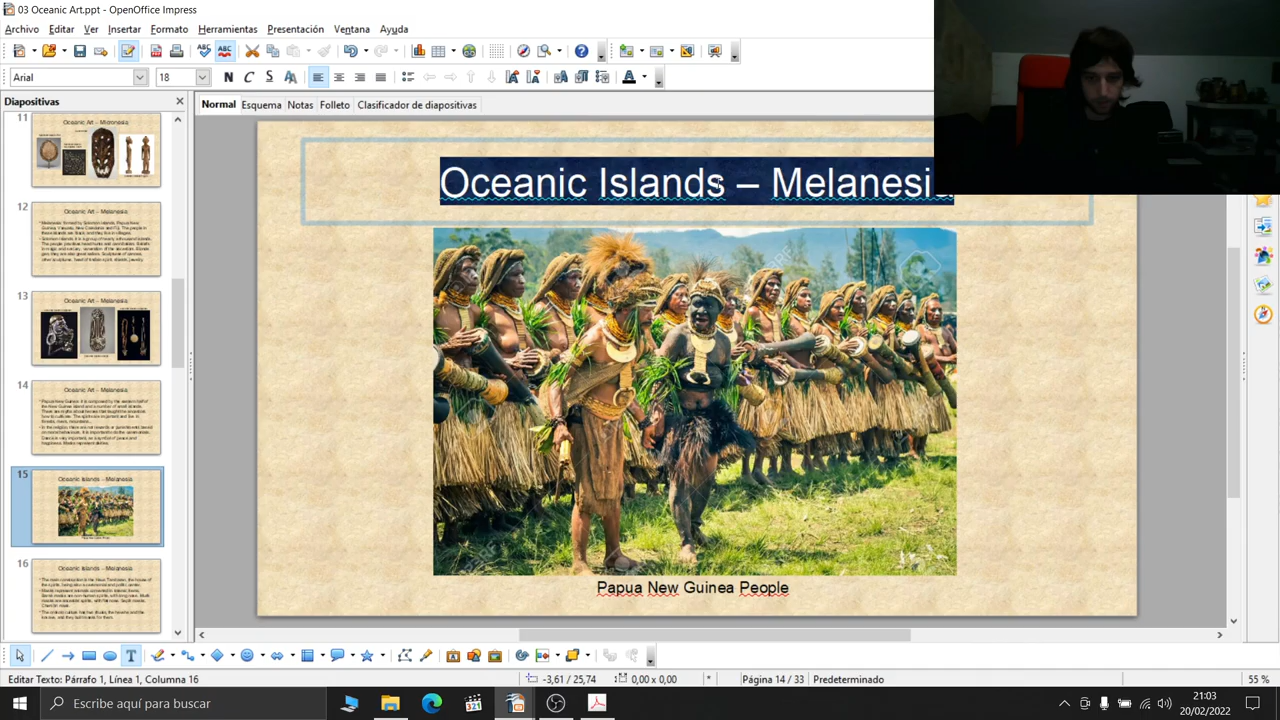 03 Oceanic Art.ppt - OpenOffice Impress
Archivo Editar Ver Insertar Formato Herramientas Presentación Ventana Ayuda
Arial 18 N C S A
Diapositivas
Normal Esquema Notas Folleto Clasificador de diapositivas
11
Oceanic Art – Micronesia
12
Oceanic Art – Melanesia
13
Oceanic Art – Melanesia
14
Oceanic Art – Melanesia
15
Oceanic Islands – Melanesia
16
Oceanic Islands – Melanesia
Oceanic Islands – Melanesia
Papua New Guinea People
Editar Texto: Párrafo 1, Línea 1, Columna 16 -3,61 / 25,74 0,00 x 0,00 * Página 14 / 33 Predeterminado 55 %
Escribe aquí para buscar
21:03
20/02/2022